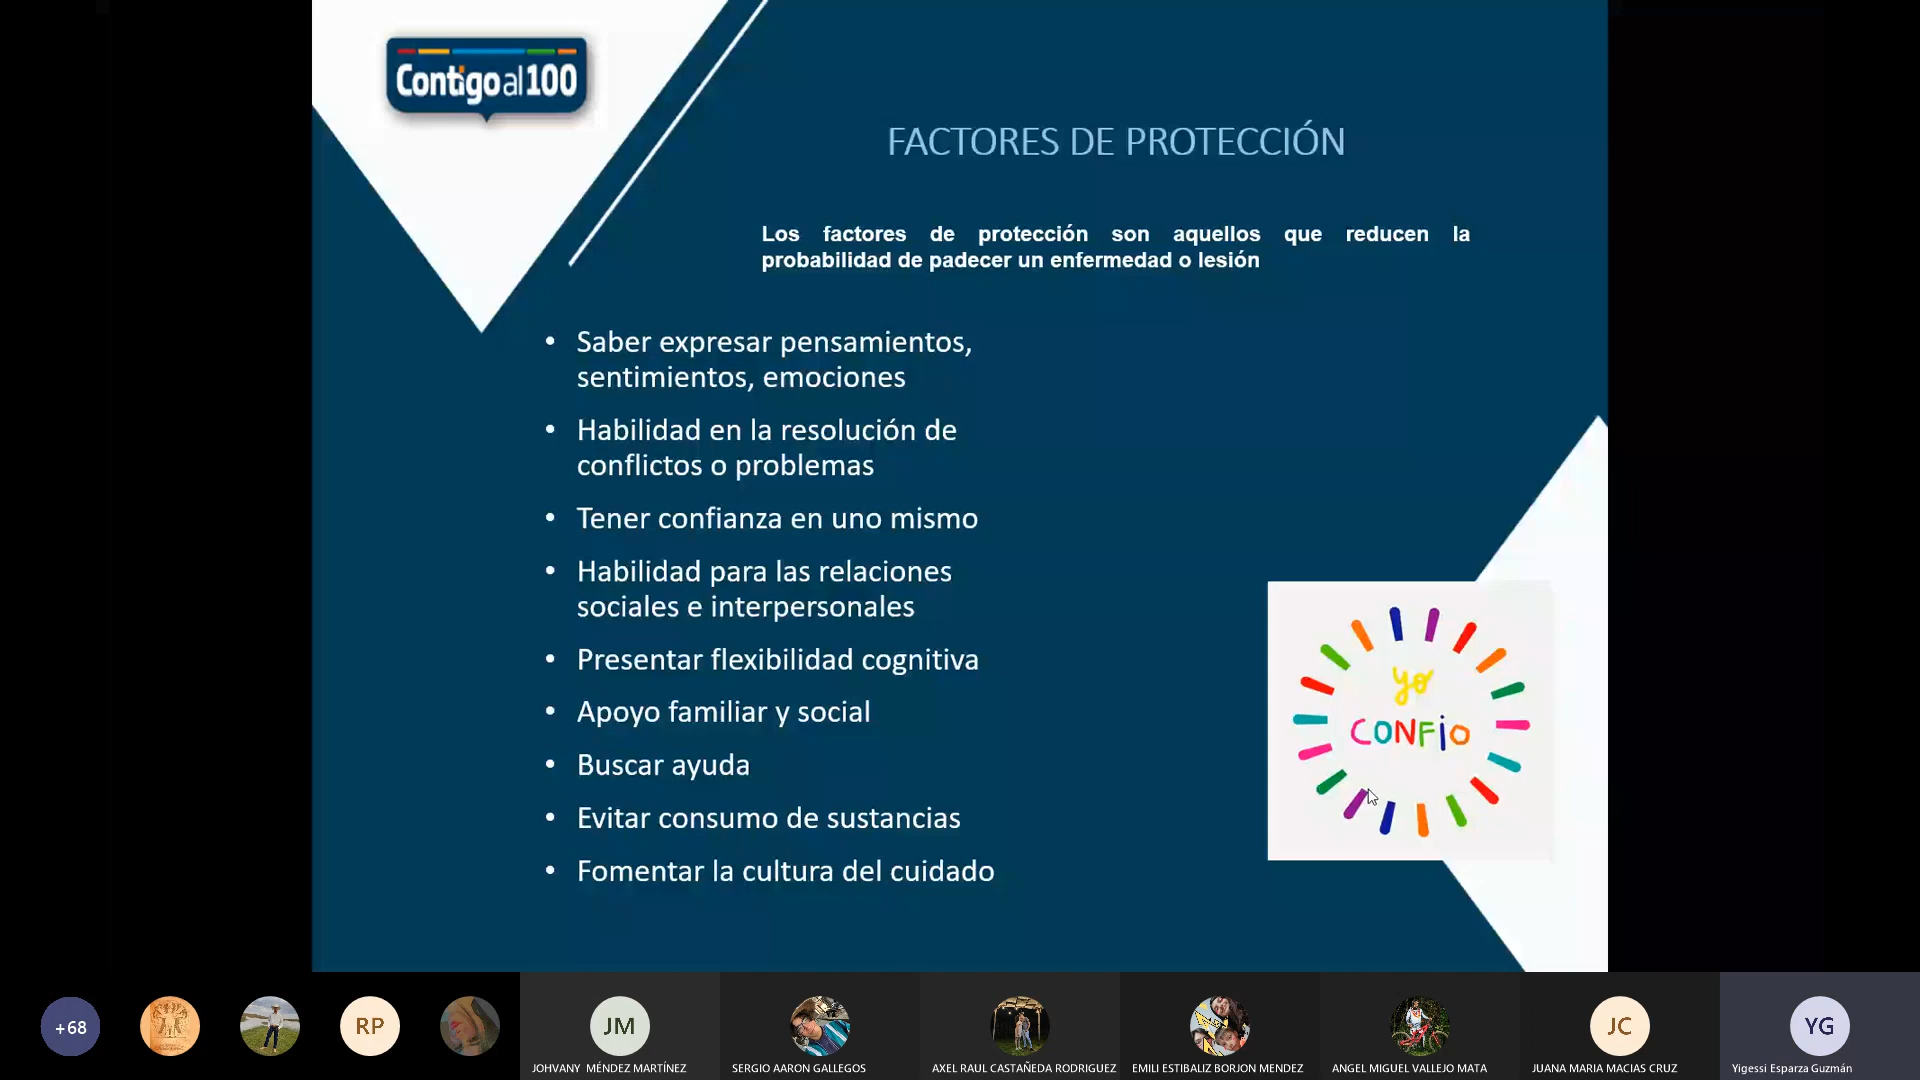 Contigo al 100
FACTORES DE PROTECCIÓN
Los factores de protección son aquellos que reducen la
probabilidad de padecer un enfermedad o lesión
• Saber expresar pensamientos,
sentimientos, emociones
• Habilidad en la resolución de
conflictos o problemas
• Tener confianza en uno mismo
• Habilidad para las relaciones
sociales e interpersonales
• Presentar flexibilidad cognitiva
• Apoyo familiar y social
• Buscar ayuda
• Evitar consumo de sustancias
• Fomentar la cultura del cuidado
yo
CONFiO
+68
RP
JM
JC
YG
JOHVANY MÉNDEZ MARTÍNEZ
SERGIO AARON GALLEGOS
AXEL RAUL CASTAÑEDA RODRIGUEZ
EMILI ESTIBALIZ BORJON MENDEZ
ANGEL MIGUEL VALLEJO MATA
JUANA MARIA MACIAS CRUZ
Yigessi Esparza Guzmán